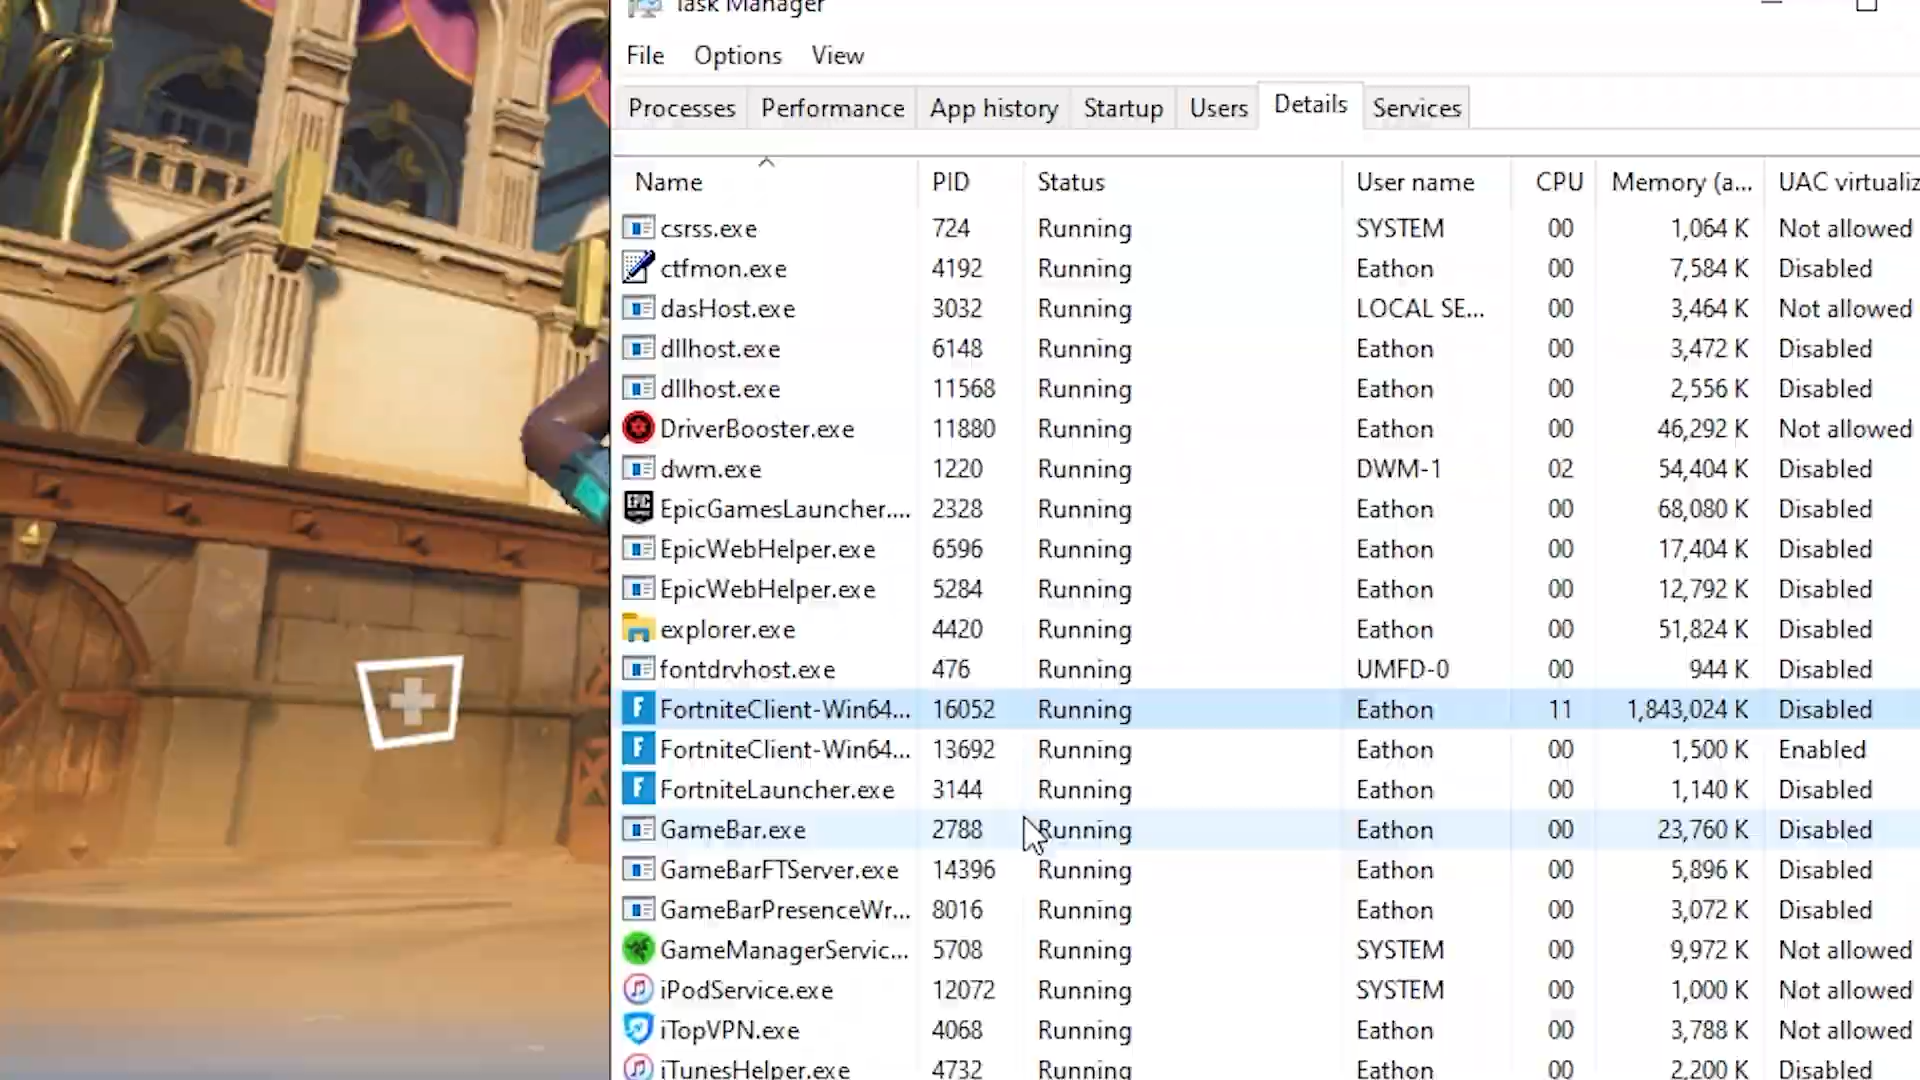 Task Manager
File Options View
Processes Performance App history Startup Users Details Services
Name PID Status User name CPU Memory (a... UAC virtualiz
csrss.exe 724 Running SYSTEM 00 1,064 K Not allowed
ctfmon.exe 4192 Running Eathon 00 7,584 K Disabled
dasHost.exe 3032 Running LOCAL SE... 00 3,464 K Not allowed
dllhost.exe 6148 Running Eathon 00 3,472 K Disabled
dllhost.exe 11568 Running Eathon 00 2,556 K Disabled
DriverBooster.exe 11880 Running Eathon 00 46,292 K Not allowed
dwm.exe 1220 Running DWM-1 02 54,404 K Disabled
EPIC EpicGamesLauncher.... 2328 Running Eathon 00 68,080 K Disabled
EpicWebHelper.exe 6596 Running Eathon 00 17,404 K Disabled
EpicWebHelper.exe 5284 Running Eathon 00 12,792 K Disabled
explorer.exe 4420 Running Eathon 00 51,824 K Disabled
fontdrvhost.exe 476 Running UMFD-0 00 944 K Disabled
F FortniteClient-Win64... 16052 Running Eathon 11 1,843,024 K Disabled
F FortniteClient-Win64... 13692 Running Eathon 00 1,500 K Enabled
F FortniteLauncher.exe 3144 Running Eathon 00 1,140 K Disabled
GameBar.exe 2788 Running Eathon 00 23,760 K Disabled
GameBarFTServer.exe 14396 Running Eathon 00 5,896 K Disabled
GameBarPresenceWr... 8016 Running Eathon 00 3,072 K Disabled
GameManagerServic... 5708 Running SYSTEM 00 9,972 K Not allowed
iPodService.exe 12072 Running SYSTEM 00 1,000 K Not allowed
iTopVPN.exe 4068 Running Eathon 00 3,788 K Not allowed
iTunesHelper.exe 4732 Running Eathon 00 2,200 K Disabled